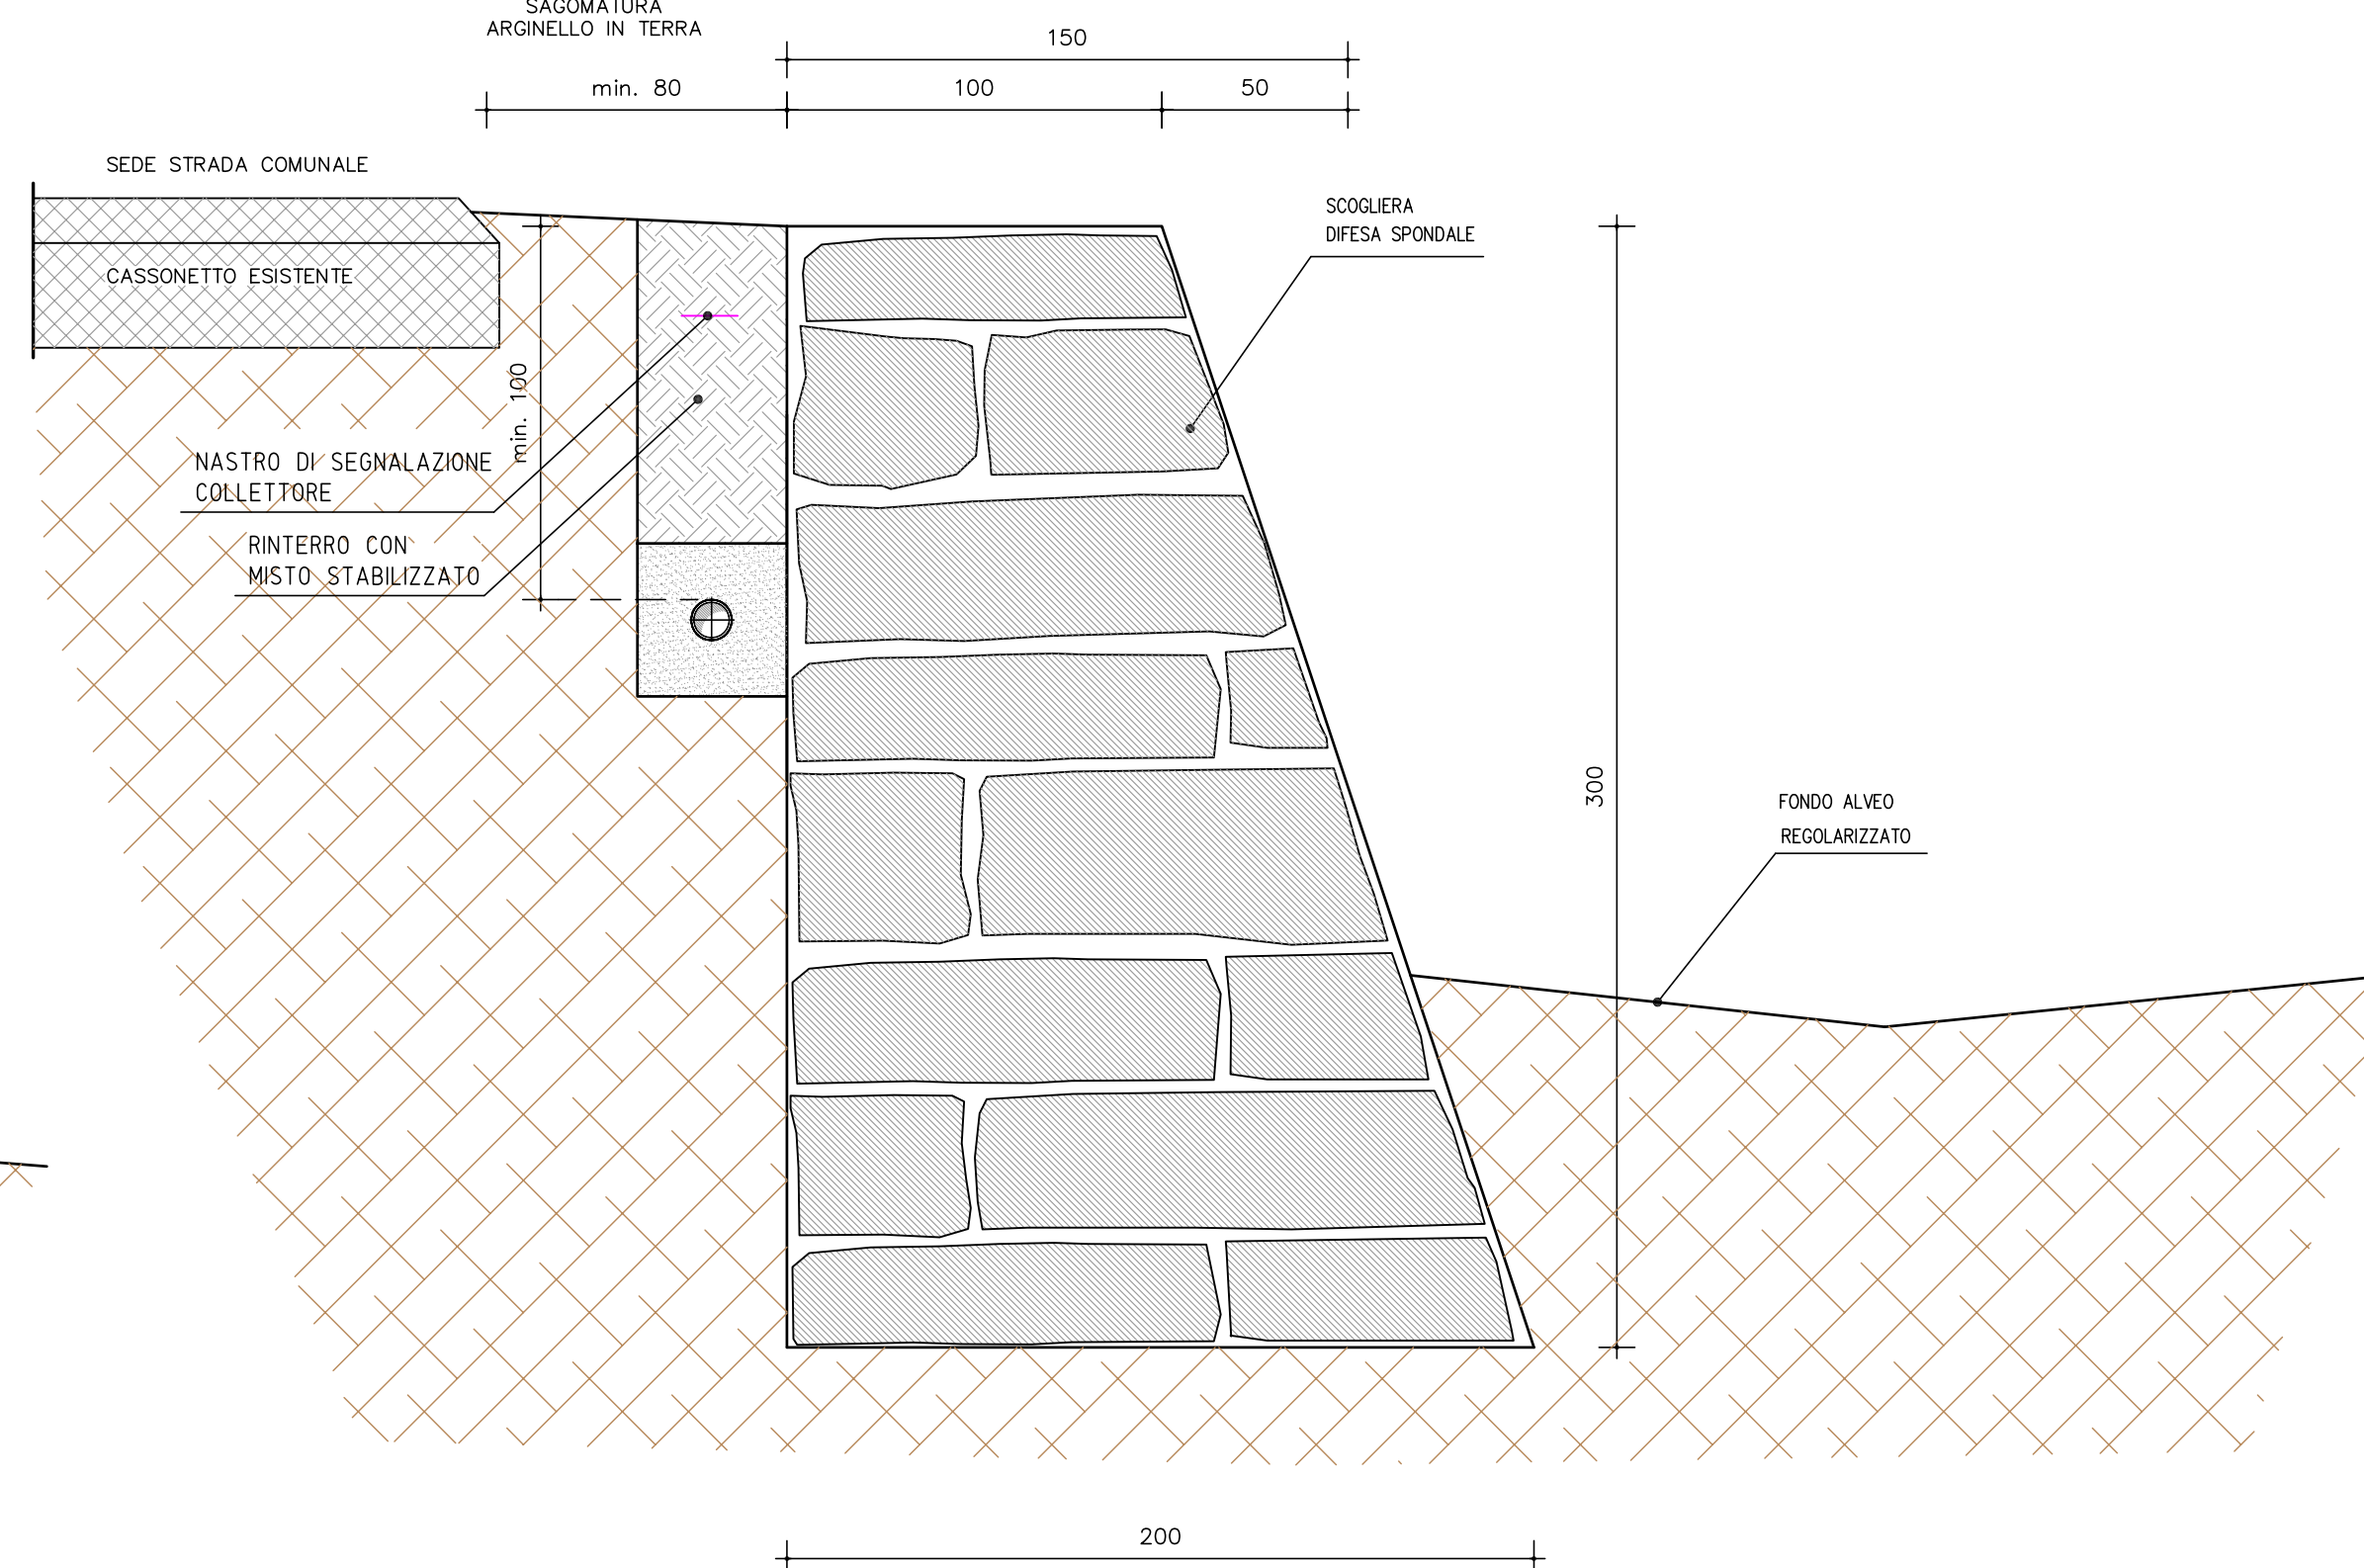 SAGOMATURA
ARGINELLO IN TERRA
150
min. 80
100
50
SEDE STRADA COMUNALE
CASSONETTO ESISTENTE
SCOGLIERA
DIFESA SPONDALE
min. 100
NASTRO DI SEGNALAZIONE
COLLETTORE
RINTERRO CON
MISTO STABILIZZATO
300
FONDO ALVEO
REGOLARIZZATO
200